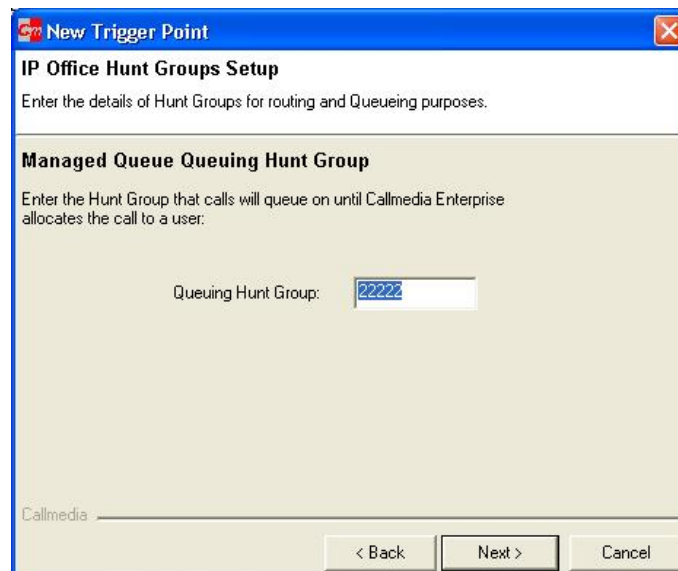 Cm New Trigger Point
IP Office Hunt Groups Setup
Enter the details of Hunt Groups for routing and Queueing purposes.
Managed Queue Queuing Hunt Group
Enter the Hunt Group that calls will queue on until Callmedia Enterprise
allocates the call to a user:
Queuing Hunt Group: 22222
Callmedia
< Back Next > Cancel